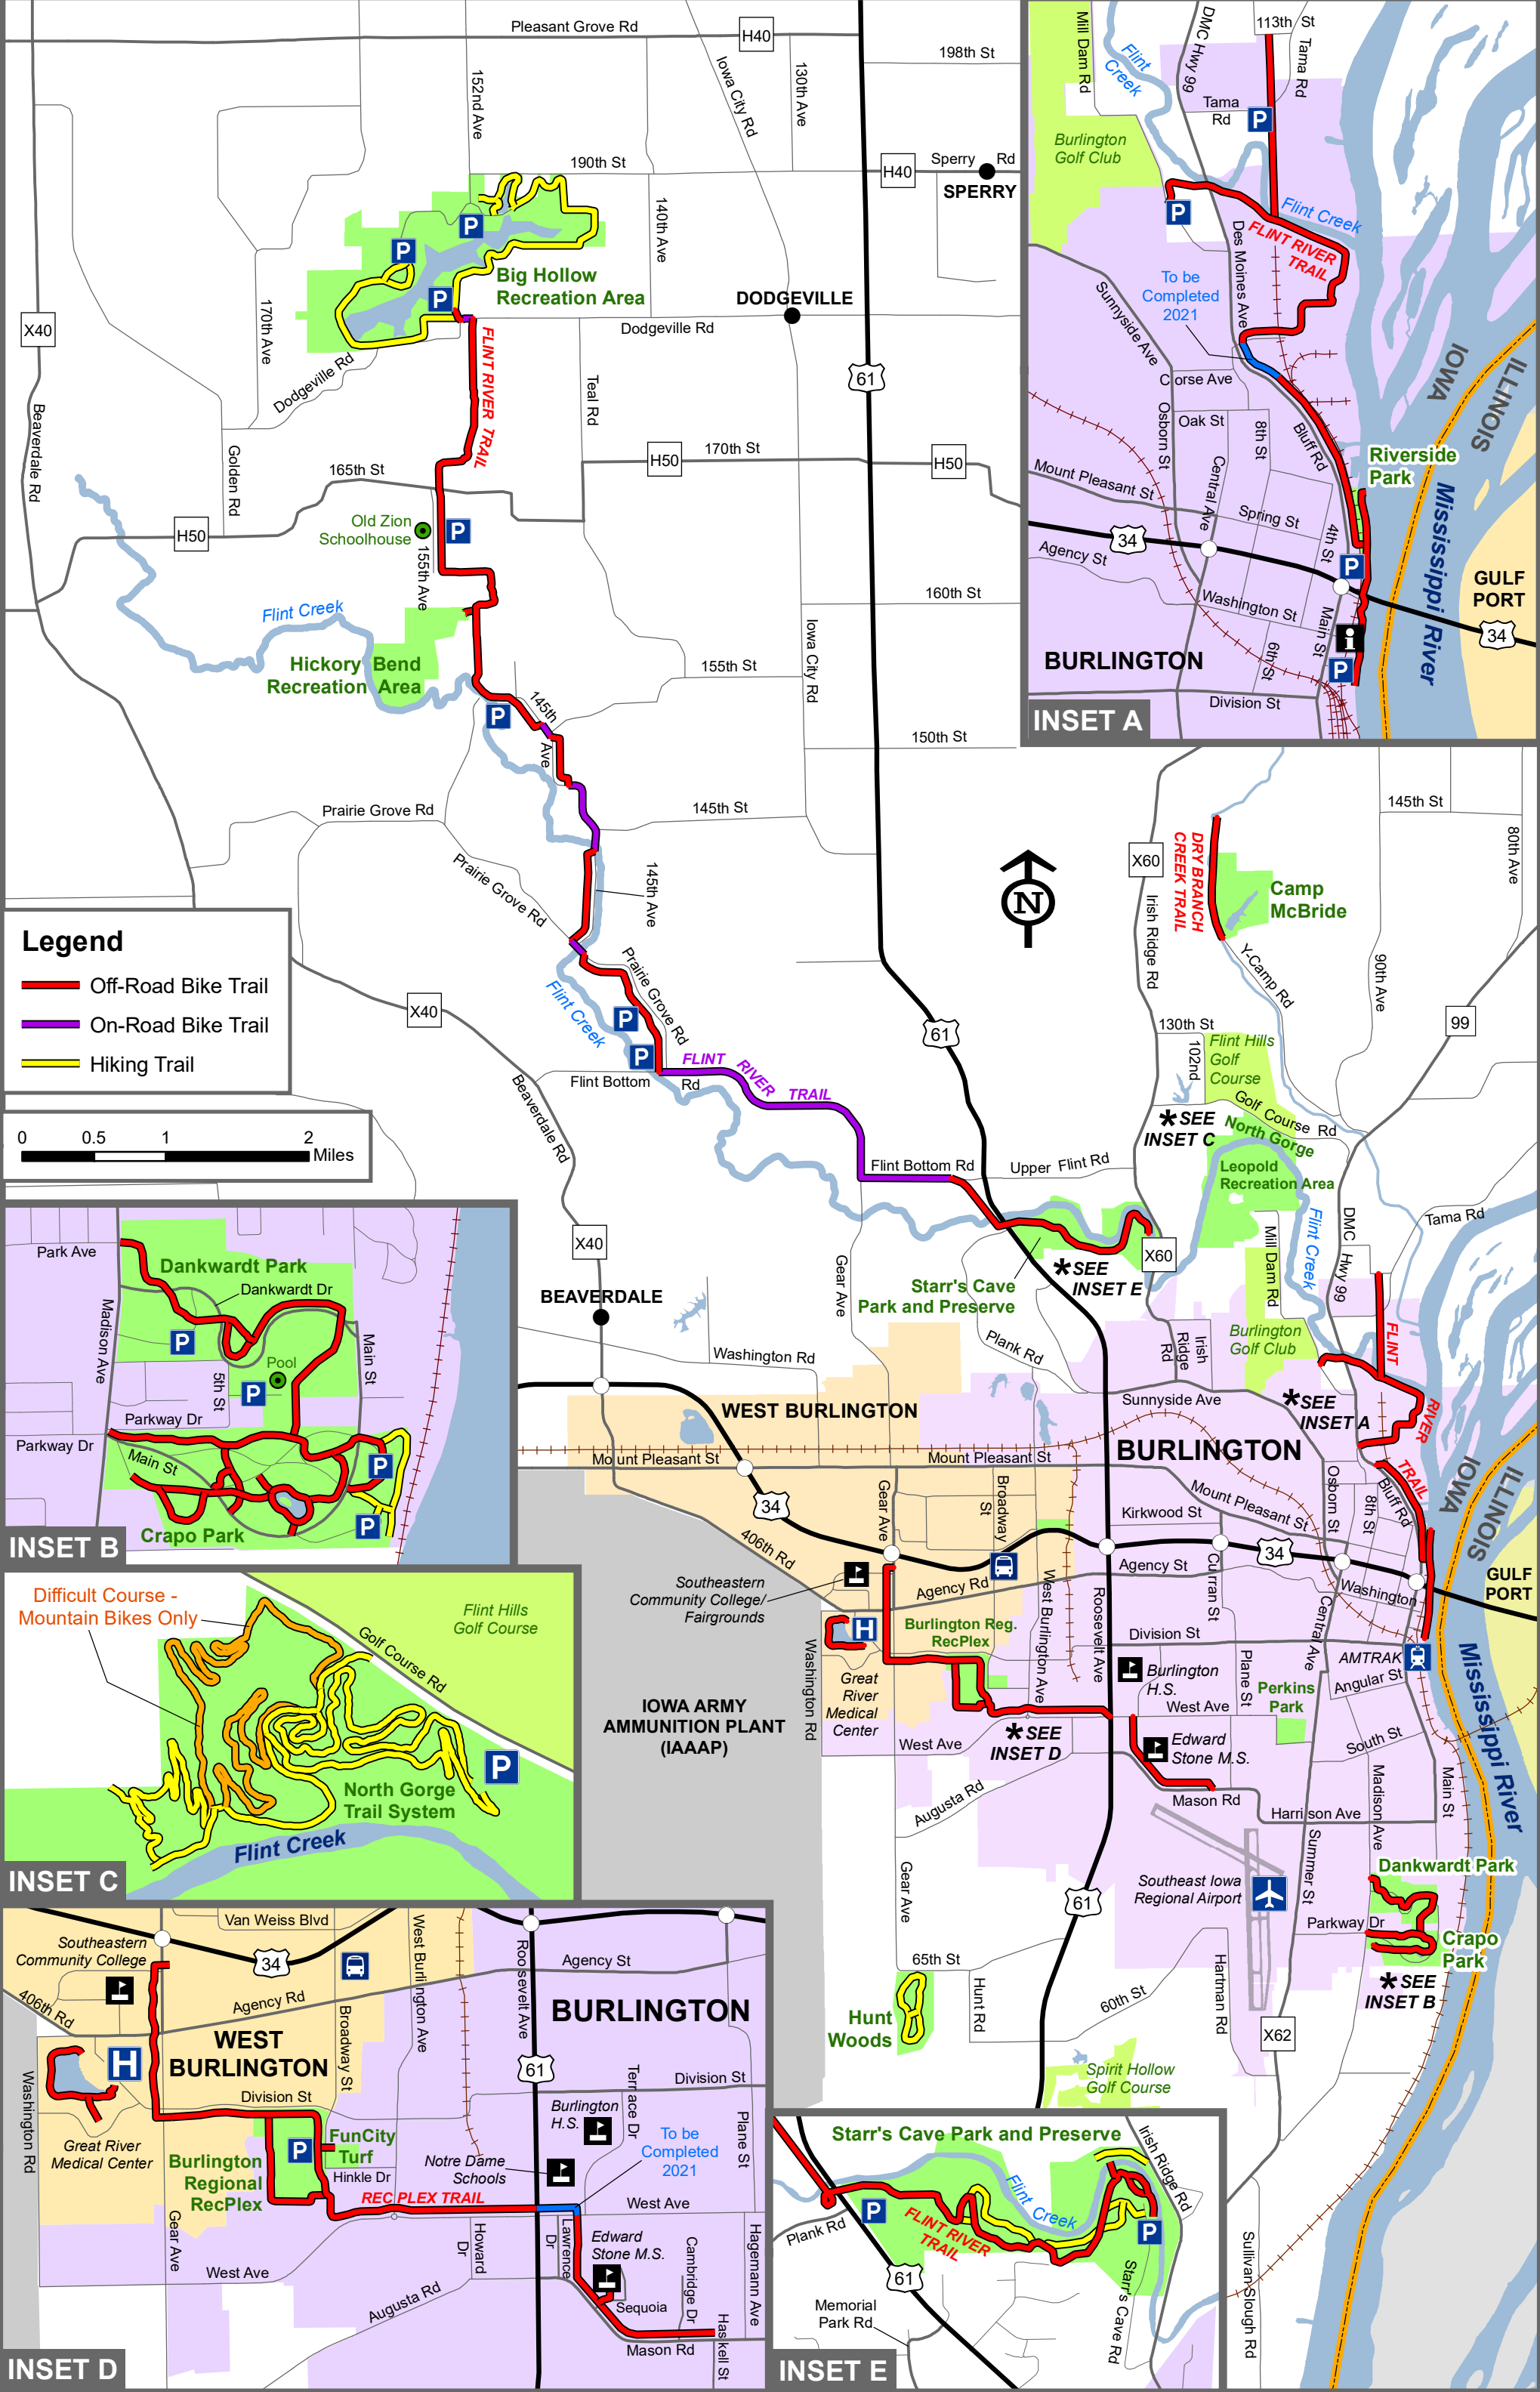 Pleasant Grove Rd
H40
198th St
152nd Ave
Iowa City Rd
130th Ave
190th St
H40
Sperry Rd
SPERRY
140th Ave
P
P
P
Big Hollow
Recreation Area
DODGEVILLE
Dodgeville Rd
170th Ave
X40
Dodgeville Rd
FLINT RIVER TRAIL
Teal Rd
61
Beaverdale Rd
Golden Rd
165th St
H50
170th St
H50
H50
Old Zion
Schoolhouse
P
155th Ave
160th St
Flint Creek
Hickory Bend
Recreation Area
155th St
Iowa City Rd
P
145th
Ave
150th St
Prairie Grove Rd
145th St
Prairie Grove Rd
145th Ave
N
Prairie Grove Rd
Flint Creek
P
P
X40
61
Flint Bottom
Rd
FLINT
RIVER
TRAIL
Beaverdale Rd
Flint Bottom Rd
Upper Flint Rd
X40
BEAVERDALE
Gear Ave
Starr's Cave
Park and Preserve
*SEE
INSET E
X60
Legend
Off-Road Bike Trail
On-Road Bike Trail
Hiking Trail
0
0.5
1
2
Miles
X60
Irish Ridge Rd
DRY BRANCH
CREEK TRAIL
Camp
McBride
Y-Camp Rd
145th St
80th Ave
90th Ave
99
130th St
102nd
Flint Hills
Golf
Course
*SEE
INSET C
Golf Course Rd
North Gorge
Leopold
Recreation Area
Flint Creek
DMC Hwy 99
Mill Dam Rd
Tama Rd
Burlington
Golf Club
FLINT
RIVER
TRAIL
Irish
Ridge
Rd
Plank Rd
Washington Rd
WEST BURLINGTON
Sunnyside Ave
*SEE
INSET A
BURLINGTON
Mount Pleasant St
Mount Pleasant St
Mount Pleasant St
34
406th Rd
Gear Ave
Broadway
St
Kirkwood St
Osborn St
8th St
Bluff Rd
IOWA
ILLINOIS
34
Agency St
Agency Rd
Curran St
Washington
GULF
PORT
Southeastern
Community College/
Fairgrounds
H
Burlington Reg.
RecPlex
West Burlington Ave
Roosevelt Ave
Division St
Central Ave
AMTRAK
Angular St
Great
River
Medical
Center
Washington Rd
Burlington
H.S.
Plane St
Perkins
Park
West Ave
IOWA ARMY
AMMUNITION PLANT
(IAAAP)
West Ave
*SEE
INSET D
Edward
Stone M.S.
South St
Mississippi River
Augusta Rd
Mason Rd
Harrison Ave
Madison Ave
Main St
Southeast Iowa
Regional Airport
Summer St
Dankwardt Park
Parkway Dr
Crapo
Park
*SEE
INSET B
Gear Ave
61
65th St
Hunt
Woods
Hunt Rd
60th St
Hartman Rd
X62
Spirit Hollow
Golf Course
Sullivan Slough Rd
113th St
Mill Dam Rd
Flint
Creek
DMC Hwy 99
Tama Rd
Tama
Rd
P
Burlington
Golf Club
P
Flint Creek
FLINT RIVER
TRAIL
Des Moines Ave
To be
Completed
2021
Sunnyside Ave
Corse Ave
IOWA
ILLINOIS
Osborn St
Oak St
8th St
Bluff Rd
Riverside
Park
Mount Pleasant St
Central Ave
Spring St
4th St
34
Agency St
P
Mississippi River
GULF
PORT
34
Washington St
Main St
6th St
P
BURLINGTON
Division St
INSET A
Park Ave
Dankwardt Park
Dankwardt Dr
Madison Ave
P
Main St
Pool
5th St
P
Parkway Dr
Parkway Dr
Main St
P
P
Crapo Park
INSET B
Difficult Course -
Mountain Bikes Only
Flint Hills
Golf Course
Golf Course Rd
P
North Gorge
Trail System
Flint Creek
INSET C
Van Weiss Blvd
Southeastern
Community College
34
West Burlington Ave
Roosevelt Ave
Agency St
406th Rd
Agency Rd
BURLINGTON
WEST
BURLINGTON
Broadway St
H
61
Washington Rd
Division St
Division St
Terrace Dr
Burlington
H.S.
Great River
Medical Center
P
FunCity
Turf
Plane St
To be
Completed
2021
Burlington
Regional
RecPlex
Hinkle Dr
Notre Dame
Schools
REC PLEX TRAIL
West Ave
Gear Ave
Howard
Dr
Lawrence
Dr
Edward
Stone M.S.
Cambridge Dr
Hagemann Ave
West Ave
Augusta Rd
Sequoia
Mason Rd
Haskell St
INSET D
Starr's Cave Park and Preserve
Irish Ridge Rd
Flint Creek
P
P
Plank Rd
FLINT RIVER
TRAIL
61
Starr's Cave Rd
Memorial
Park Rd
INSET E